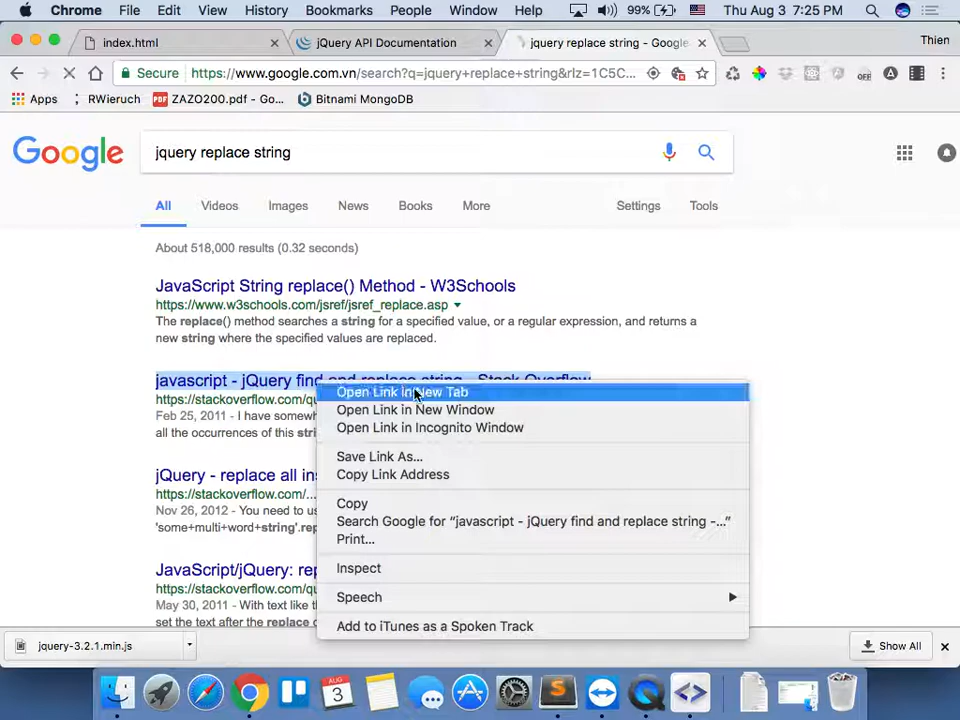 Chrome File Edit View History Bookmarks People Window Help 99% Thu Aug 3 7:25 PM
index.html jQuery API Documentation jquery replace string - Google Thien
Secure https://www.google.com.vn/search?q=jquery+replace+string&rlz=1C5C... OFF
Apps RWieruch PDF ZAZO200.pdf - Go... Bitnami MongoDB
Google jquery replace string
All Videos Images News Books More Settings Tools
About 518,000 results (0.32 seconds)
JavaScript String replace() Method - W3Schools
https://www.w3schools.com/jsref/jsref_replace.asp
The replace() method searches a string for a specified value, or a regular expression, and returns a
new string where the specified values are replaced.
javascript - jQuery find and replace string - Stack Overflow
https://stackoverflow.com/qu
Feb 25, 2011 - I have somewh
all the occurrences of this stri
jQuery - replace all ins
https://stackoverflow.com/...
Nov 26, 2012 - You need to us
'some+multi+word+string'.rep
JavaScript/jQuery: rep
https://stackoverflow.com/qu
May 30, 2011 - With text like th
set the text after the replace o
Open Link in New Tab
Open Link in New Window
Open Link in Incognito Window
Save Link As...
Copy Link Address
Copy
Search Google for “javascript - jQuery find and replace string -...”
Print...
Inspect
Speech
Add to iTunes as a Spoken Track
jquery-3.2.1.min.js Show All
AUG
3